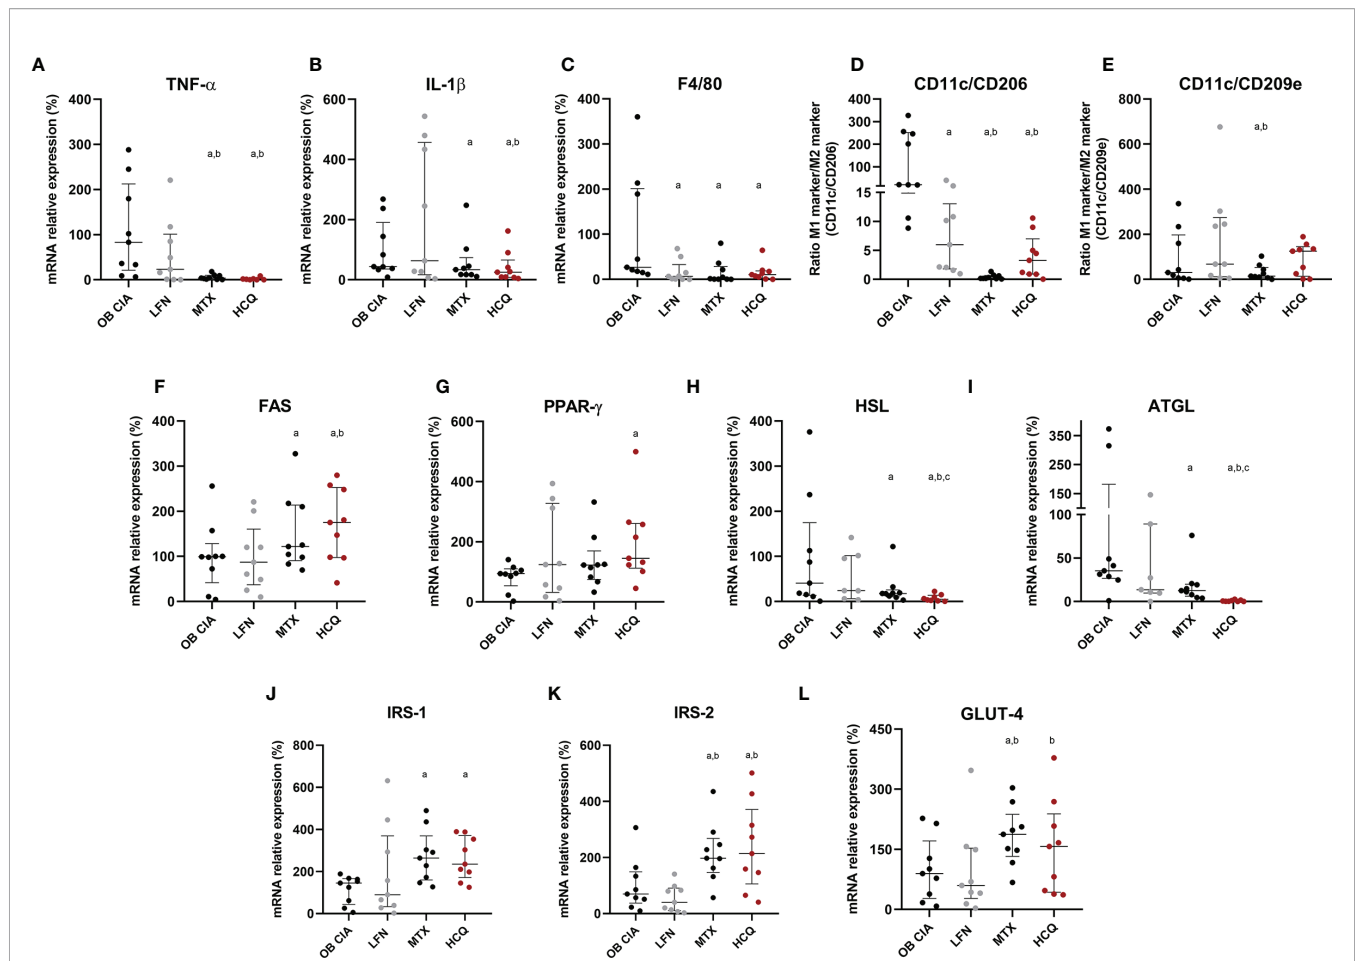 A
TNF-α
mRNA relative expression (%)
400
300
200
100
0
a,b
a,b
OB CIA
LFN
MTX
HCQ
B
IL-1β
mRNA relative expression (%)
600
400
200
0
a
a,b
OB CIA
LFN
MTX
HCQ
C
F4/80
mRNA relative expression (%)
400
300
200
100
0
a
a
a
OB CIA
LFN
MTX
HCQ
D
CD11c/CD206
Ratio M1 marker/M2 marker
(CD11c/CD206)
400
300
200
100
15
10
5
0
a
a,b
a,b
OB CIA
LFN
MTX
HCQ
E
CD11c/CD209e
Ratio M1 marker/M2 marker
(CD11c/CD209e)
800
600
400
200
0
a,b
OB CIA
LFN
MTX
HCQ
F
FAS
mRNA relative expression (%)
400
300
200
100
0
a
a,b
OB CIA
LFN
MTX
HCQ
G
PPAR-γ
mRNA relative expression (%)
600
400
200
0
a
OB CIA
LFN
MTX
HCQ
H
HSL
mRNA relative expression (%)
400
300
200
100
0
a
a,b,c
OB CIA
LFN
MTX
HCQ
I
ATGL
mRNA relative expression (%)
350
250
150
100
50
0
a
a,b,c
OB CIA
LFN
MTX
HCQ
J
IRS-1
mRNA relative expression (%)
800
600
400
200
0
a
a
OB CIA
LFN
MTX
HCQ
K
IRS-2
mRNA relative expression (%)
600
400
200
0
a,b
a,b
OB CIA
LFN
MTX
HCQ
L
GLUT-4
mRNA relative expression (%)
450
300
150
0
a,b
b
OB CIA
LFN
MTX
HCQ